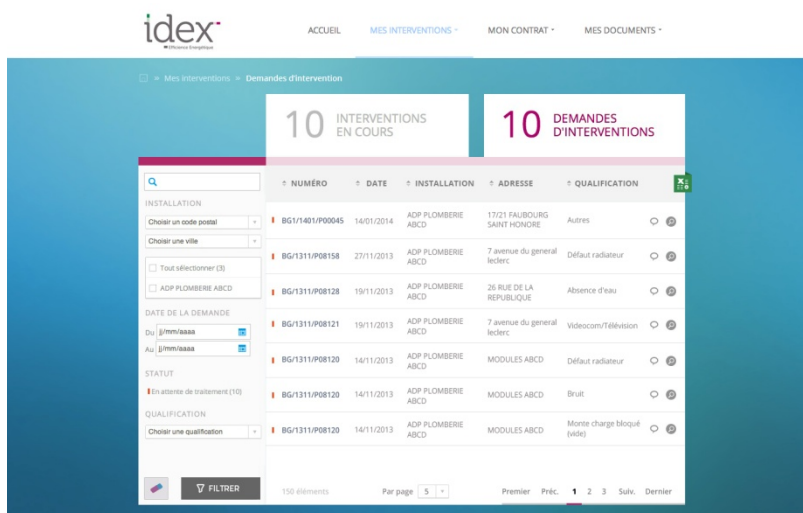 idex
Efficience Energétique
ACCUEIL
MES INTERVENTIONS
MON CONTRAT
MES DOCUMENTS
» Mes Interventions » Demandes d'Intervention
10 INTERVENTIONS
EN COURS
10 DEMANDES
D'INTERVENTIONS
INSTALLATION
Choisir un code postal
Choisir une ville
Tout sélectionner (3)
ADP PLOMBERIE ABCD
DATE DE LA DEMANDE
Du jj/mm/aaaa
Au jj/mm/aaaa
STATUT
En attente de traitement (10)
QUALIFICATION
Choisir une qualification
FILTRER
NUMÉRO DATE INSTALLATION ADRESSE QUALIFICATION
BG1/1401/P00045 14/01/2014 ADP PLOMBERIE ABCD 17/21 FAUBOURG SAINT HONORE Autres
BG/1311/P08158 27/11/2013 ADP PLOMBERIE ABCD 7 avenue du general leclerc Défaut radiateur
BG/1311/P08128 19/11/2013 ADP PLOMBERIE ABCD 26 RUE DE LA REPUBLIQUE Absence d'eau
BG/1311/P08121 19/11/2013 ADP PLOMBERIE ABCD 7 avenue du general leclerc Videocom/Télévision
BG/1311/P08120 14/11/2013 ADP PLOMBERIE ABCD MODULES ABCD Défaut radiateur
BG/1311/P08120 14/11/2013 ADP PLOMBERIE ABCD MODULES ABCD Bruit
BG/1311/P08120 14/11/2013 ADP PLOMBERIE ABCD MODULES ABCD Monte charge bloqué (vide)
150 éléments
Par page 5
Premier Préc. 1 2 3 Suiv. Dernier